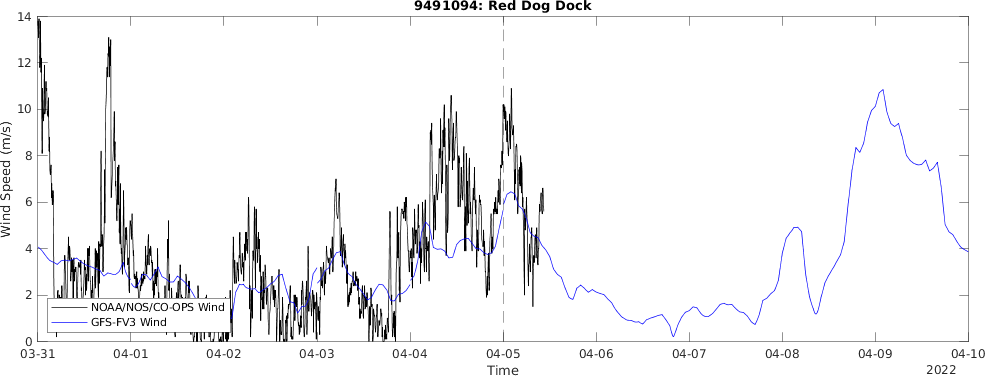 9491094: Red Dog Dock
Wind Speed (m/s)
14
12
10
8
6
4
2
0
NOAA/NOS/CO-OPS Wind
GFS-FV3 Wind
03-31 04-01 04-02 04-03 04-04 04-05 04-06 04-07 04-08 04-09 04-10
Time
2022